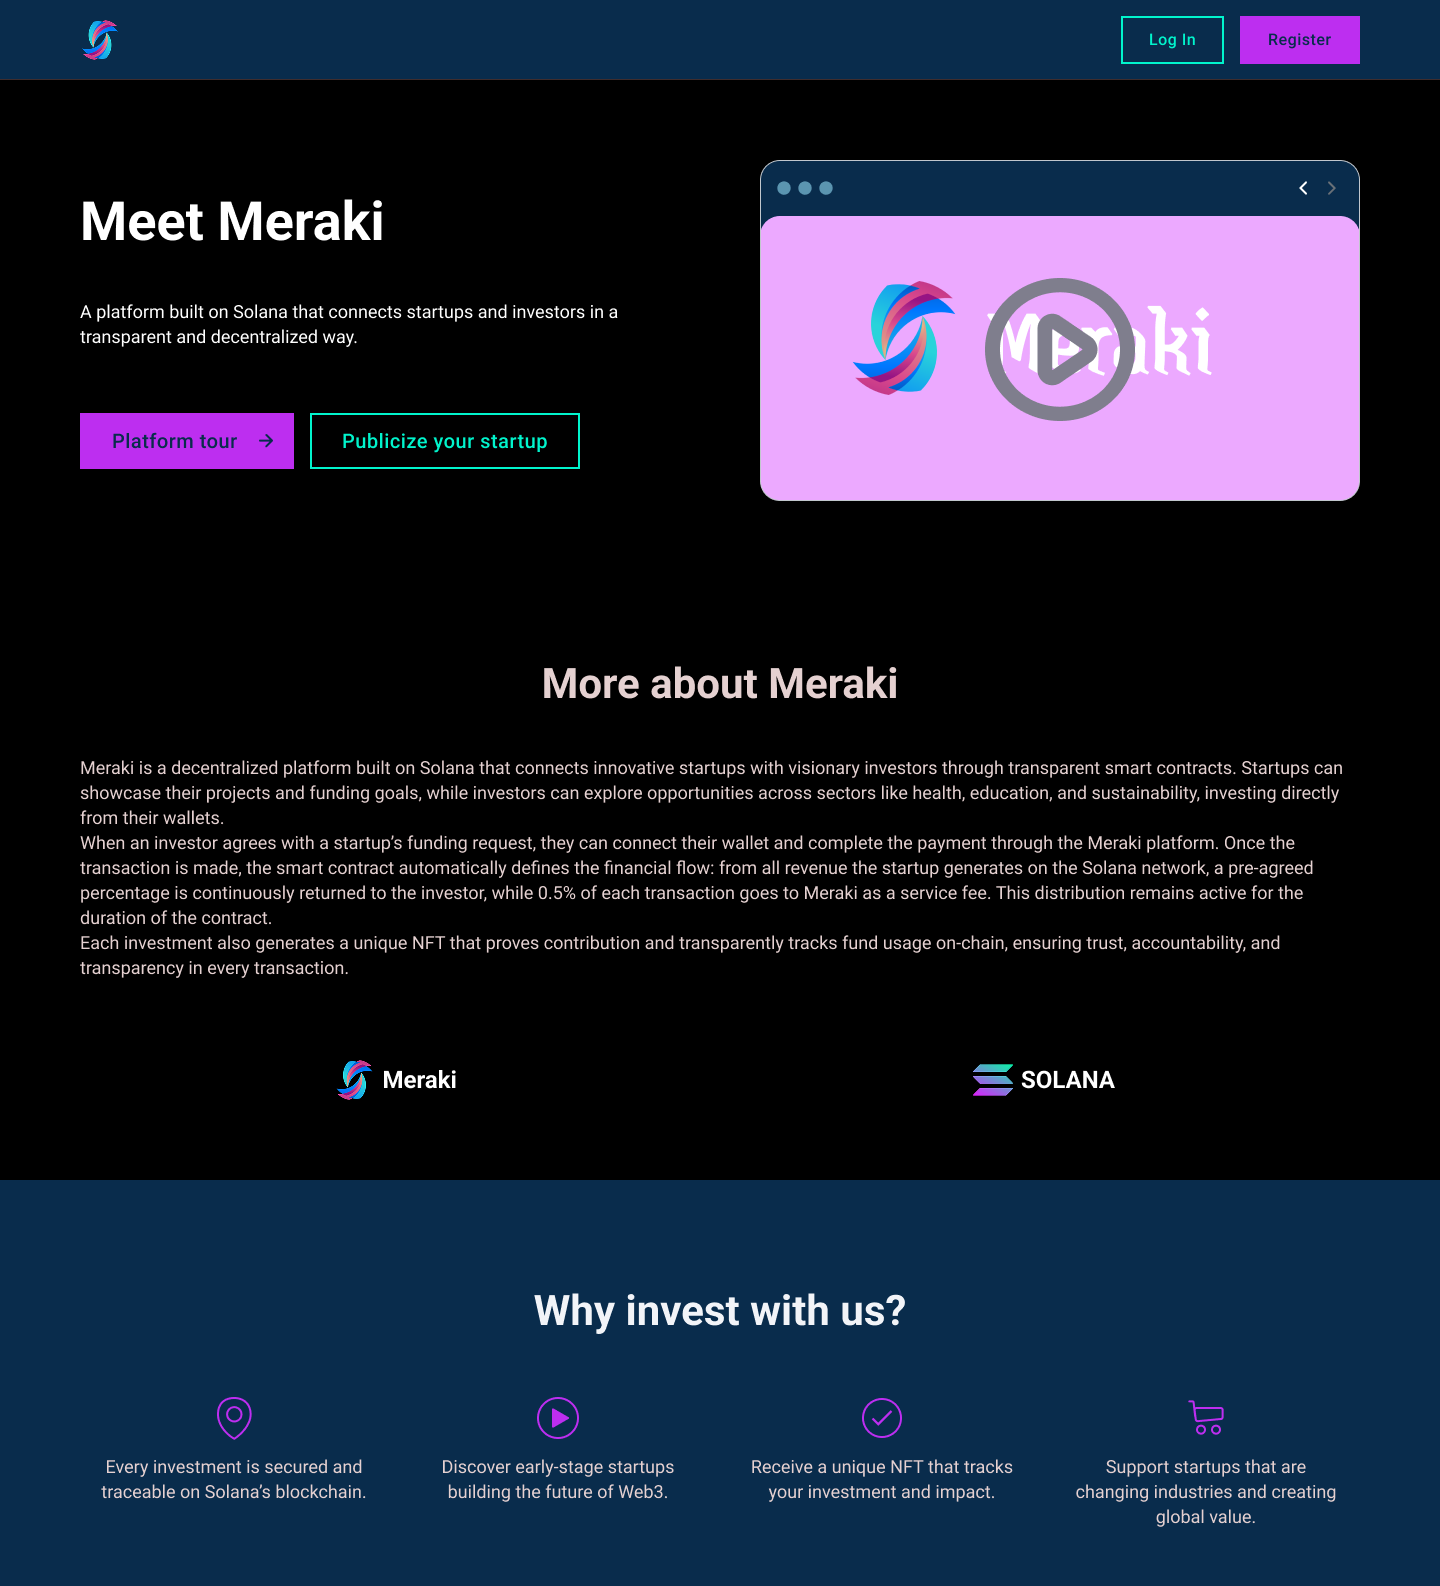 Log In
Register
Meet Meraki
A platform built on Solana that connects startups and investors in a
transparent and decentralized way.
Platform tour
Publicize your startup
Meraki
More about Meraki
Meraki is a decentralized platform built on Solana that connects innovative startups with visionary investors through transparent smart contracts. Startups can
showcase their projects and funding goals, while investors can explore opportunities across sectors like health, education, and sustainability, investing directly
from their wallets.
When an investor agrees with a startup’s funding request, they can connect their wallet and complete the payment through the Meraki platform. Once the
transaction is made, the smart contract automatically defines the financial flow: from all revenue the startup generates on the Solana network, a pre-agreed
percentage is continuously returned to the investor, while 0.5% of each transaction goes to Meraki as a service fee. This distribution remains active for the
duration of the contract.
Each investment also generates a unique NFT that proves contribution and transparently tracks fund usage on-chain, ensuring trust, accountability, and
transparency in every transaction.
Meraki
SOLANA
Why invest with us?
Every investment is secured and
traceable on Solana’s blockchain.
Discover early-stage startups
building the future of Web3.
Receive a unique NFT that tracks
your investment and impact.
Support startups that are
changing industries and creating
global value.